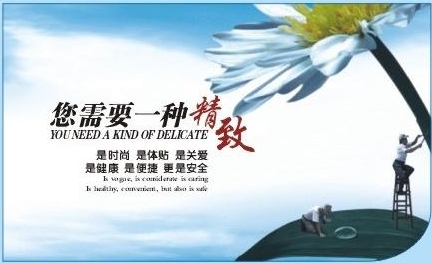 您需要一种精致
YOU NEED A KIND OF DELICATE
是时尚 是体贴 是关爱
是健康 是便捷 更是安全
Is vogue, is considerate is caring
Is healthy, convenient, but also is safe